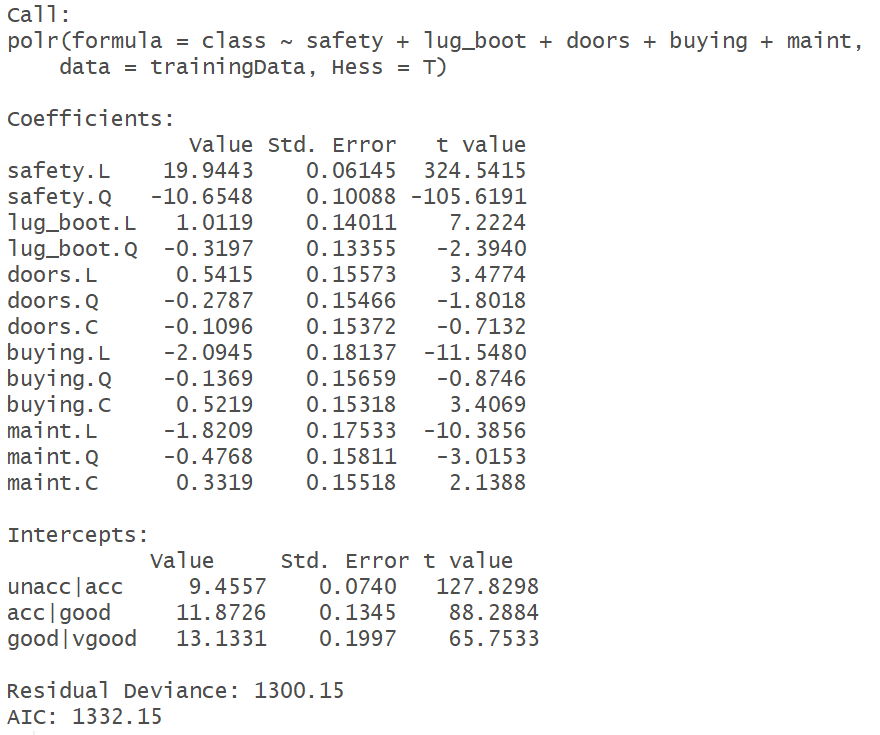 Call:
polr(formula = class ~ safety + lug_boot + doors + buying + maint,
    data = trainingData, Hess = T)

Coefficients:
              Value Std. Error   t value
safety.L    19.9443    0.06145  324.5415
safety.Q   -10.6548    0.10088 -105.6191
lug_boot.L   1.0119    0.14011    7.2224
lug_boot.Q  -0.3197    0.13355   -2.3940
doors.L      0.5415    0.15573    3.4774
doors.Q     -0.2787    0.15466   -1.8018
doors.C     -0.1096    0.15372   -0.7132
buying.L    -2.0945    0.18137  -11.5480
buying.Q    -0.1369    0.15659   -0.8746
buying.C     0.5219    0.15318    3.4069
maint.L     -1.8209    0.17533  -10.3856
maint.Q     -0.4768    0.15811   -3.0153
maint.C      0.3319    0.15518    2.1388

Intercepts:
           Value     Std. Error t value
unacc|acc     9.4557    0.0740   127.8298
acc|good     11.8726    0.1345    88.2884
good|vgood   13.1331    0.1997    65.7533

Residual Deviance: 1300.15
AIC: 1332.15